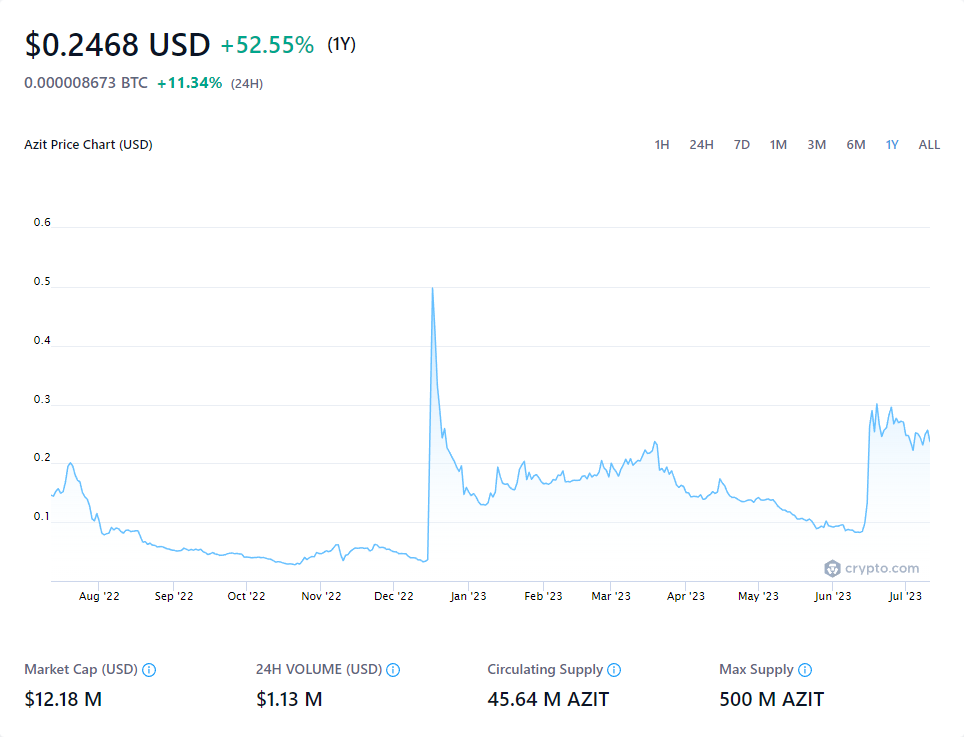 $0.2468 USD +52.55% (1Y)
0.000008673 BTC +11.34% (24H)
Azit Price Chart (USD) 1H 24H 7D 1M 3M 6M 1Y ALL
0.6
0.5
0.4
0.3
0.2
0.1
crypto.com
Aug '22 Sep '22 Oct '22 Nov '22 Dec '22 Jan '23 Feb '23 Mar '23 Apr '23 May '23 Jun '23 Jul '23
Market Cap (USD) 24H VOLUME (USD) Circulating Supply Max Supply
$12.18 M $1.13 M 45.64 M AZIT 500 M AZIT